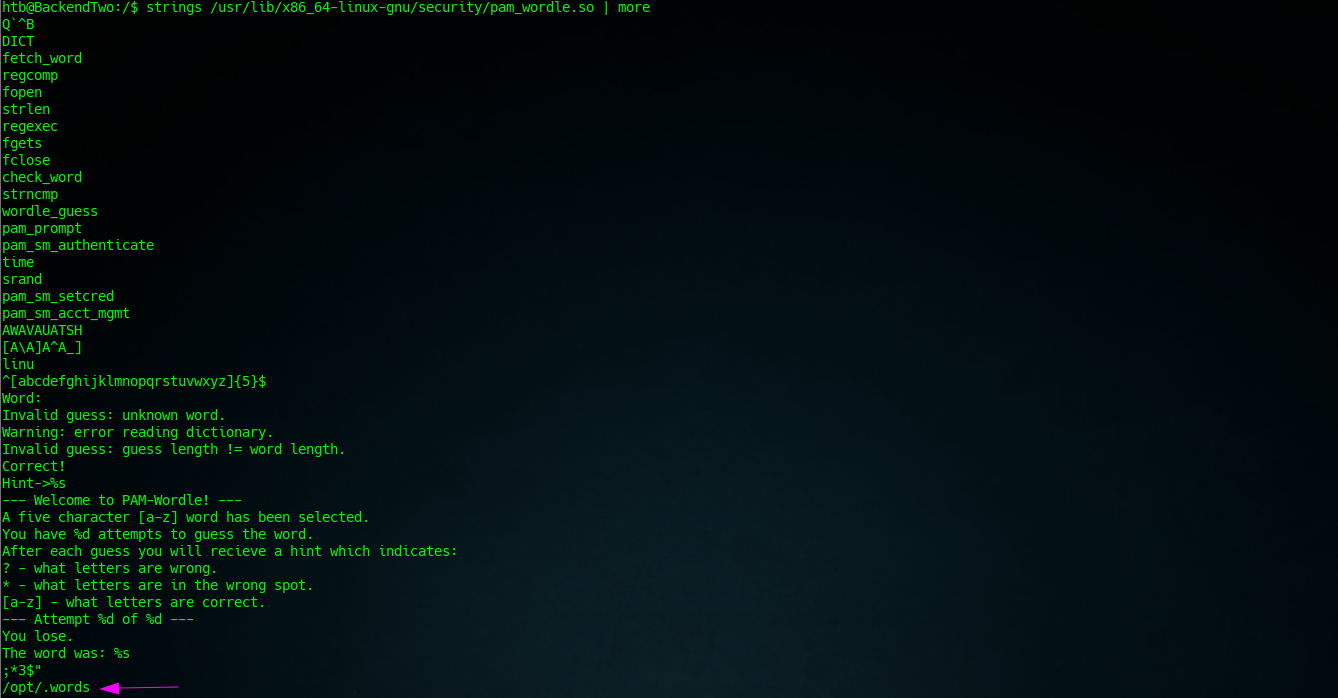 htb@BackendTwo:/$ strings /usr/lib/x86_64-linux-gnu/security/pam_wordle.so | more
Q`^B
DICT
fetch_word
regcomp
fopen
strlen
regexec
fgets
fclose
check_word
strncmp
wordle_guess
pam_prompt
pam_sm_authenticate
time
srand
pam_sm_setcred
pam_sm_acct_mgmt
AWAVAUATSH
[A\A]A^A_]
linu
^[abcdefghijklmnopqrstuvwxyz]{5}$
Word:
Invalid guess: unknown word.
Warning: error reading dictionary.
Invalid guess: guess length != word length.
Correct!
Hint->%s
--- Welcome to PAM-Wordle! ---
A five character [a-z] word has been selected.
You have %d attempts to guess the word.
After each guess you will recieve a hint which indicates:
? - what letters are wrong.
* - what letters are in the wrong spot.
[a-z] - what letters are correct.
--- Attempt %d of %d ---
You lose.
The word was: %s
;*3$"
/opt/.words